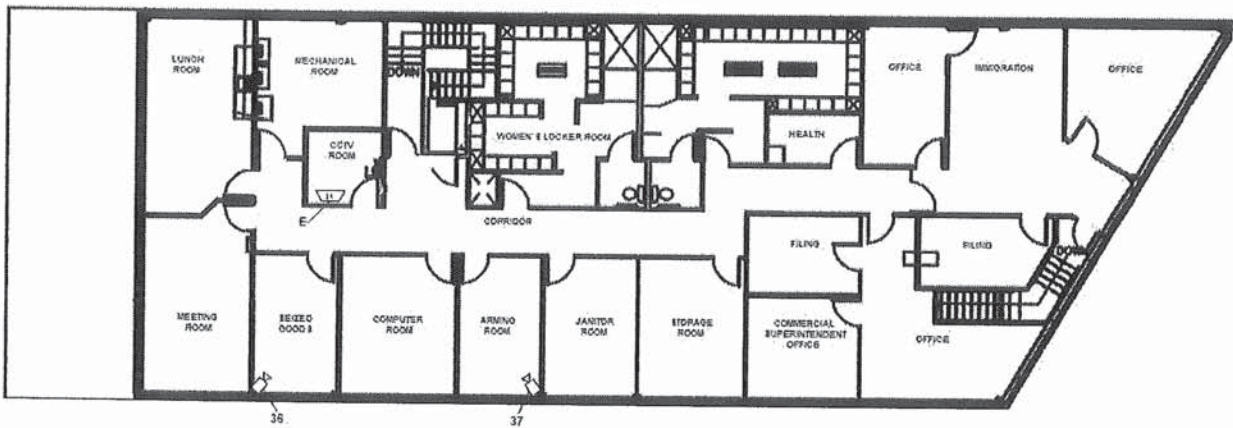 LUNCH
ROOM
MECHANICAL
ROOM
DOWN
OFFICE
IMMIGRATION
OFFICE
WOMEN'S LOCKER ROOM
HEALTH
CCTV
ROOM
E
CORRIDOR
FILING
FILING
DOWN
MEETING
ROOM
SEIZED
GOODS
COMPUTER
ROOM
ARMING
ROOM
JANITOR
ROOM
STORAGE
ROOM
COMMERCIAL
SUPERINTENDENT
OFFICE
OFFICE
36
37